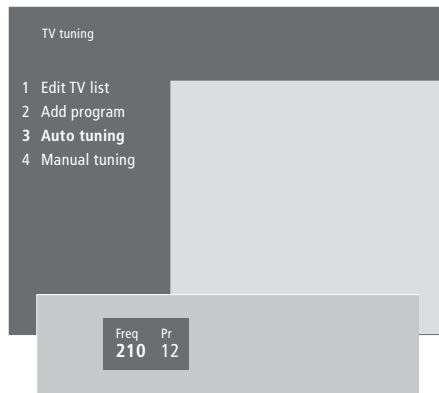 TV tuning
1 Edit TV list
2 Add program
3 Auto tuning
4 Manual tuning
Freq Pr
210 12